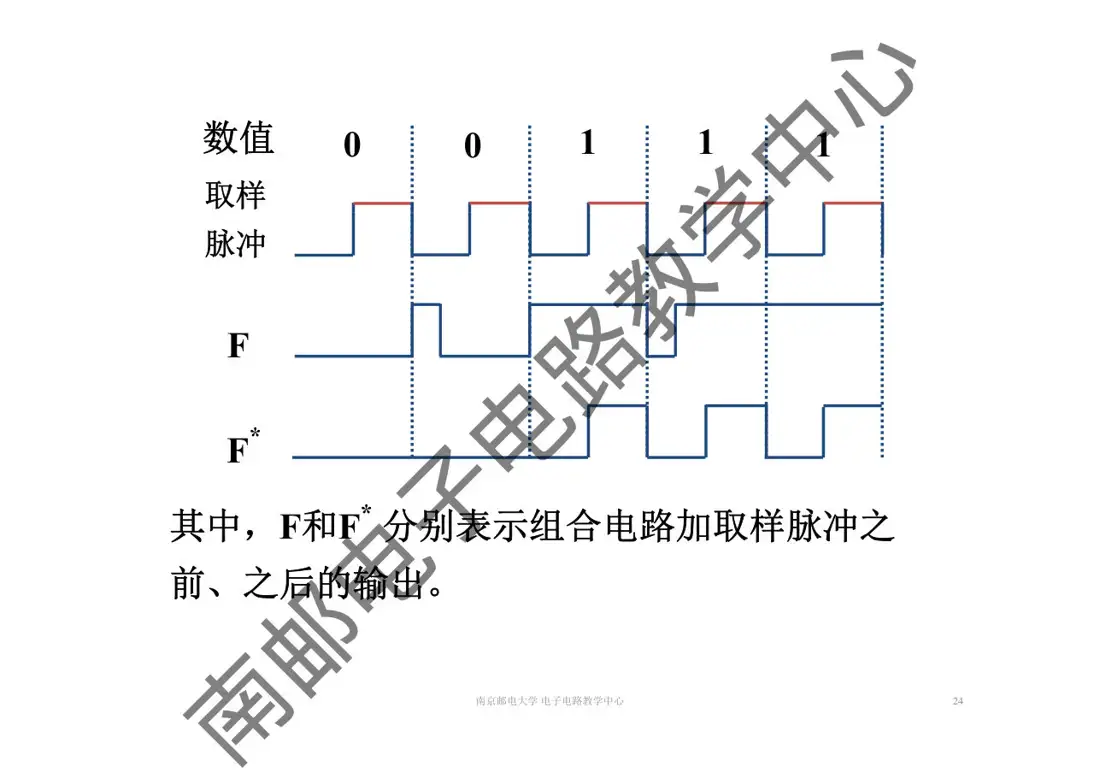 数值 0 0 1 1 1
取样
脉冲
F
F*
其中，F和F* 分别表示组合电路加取样脉冲之
前、之后的输出。
南邮电子电路教学中心
南京邮电大学 电子电路教学中心 24